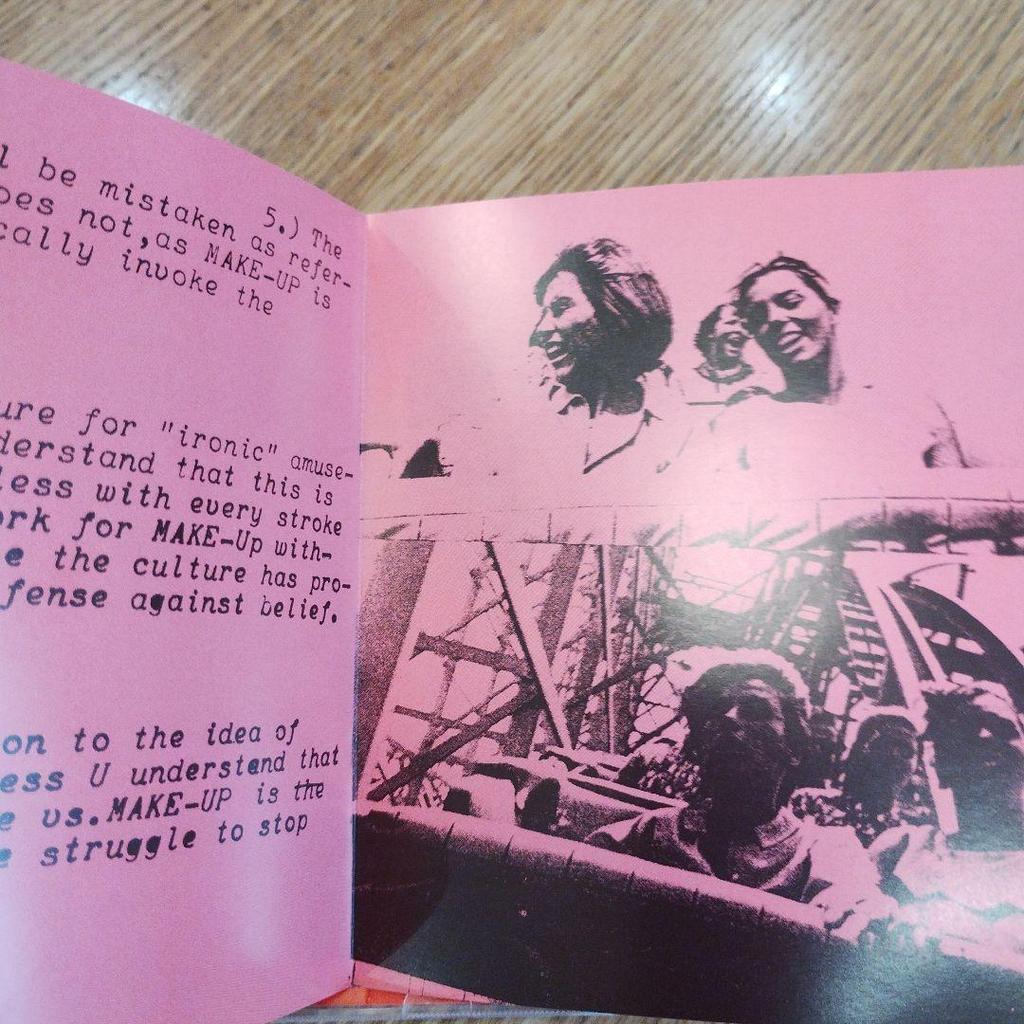 5.) The
l be mistaken as refer-
oes not,as MAKE-UP is
cally invoke the
ure for "ironic" amuse-
derstand that this is
less with every stroke
ork for MAKE-Up with-
e the culture has pro-
fense against belief.
on to the idea of
ess U understand that
e vs.MAKE-UP is the
e struggle to stop